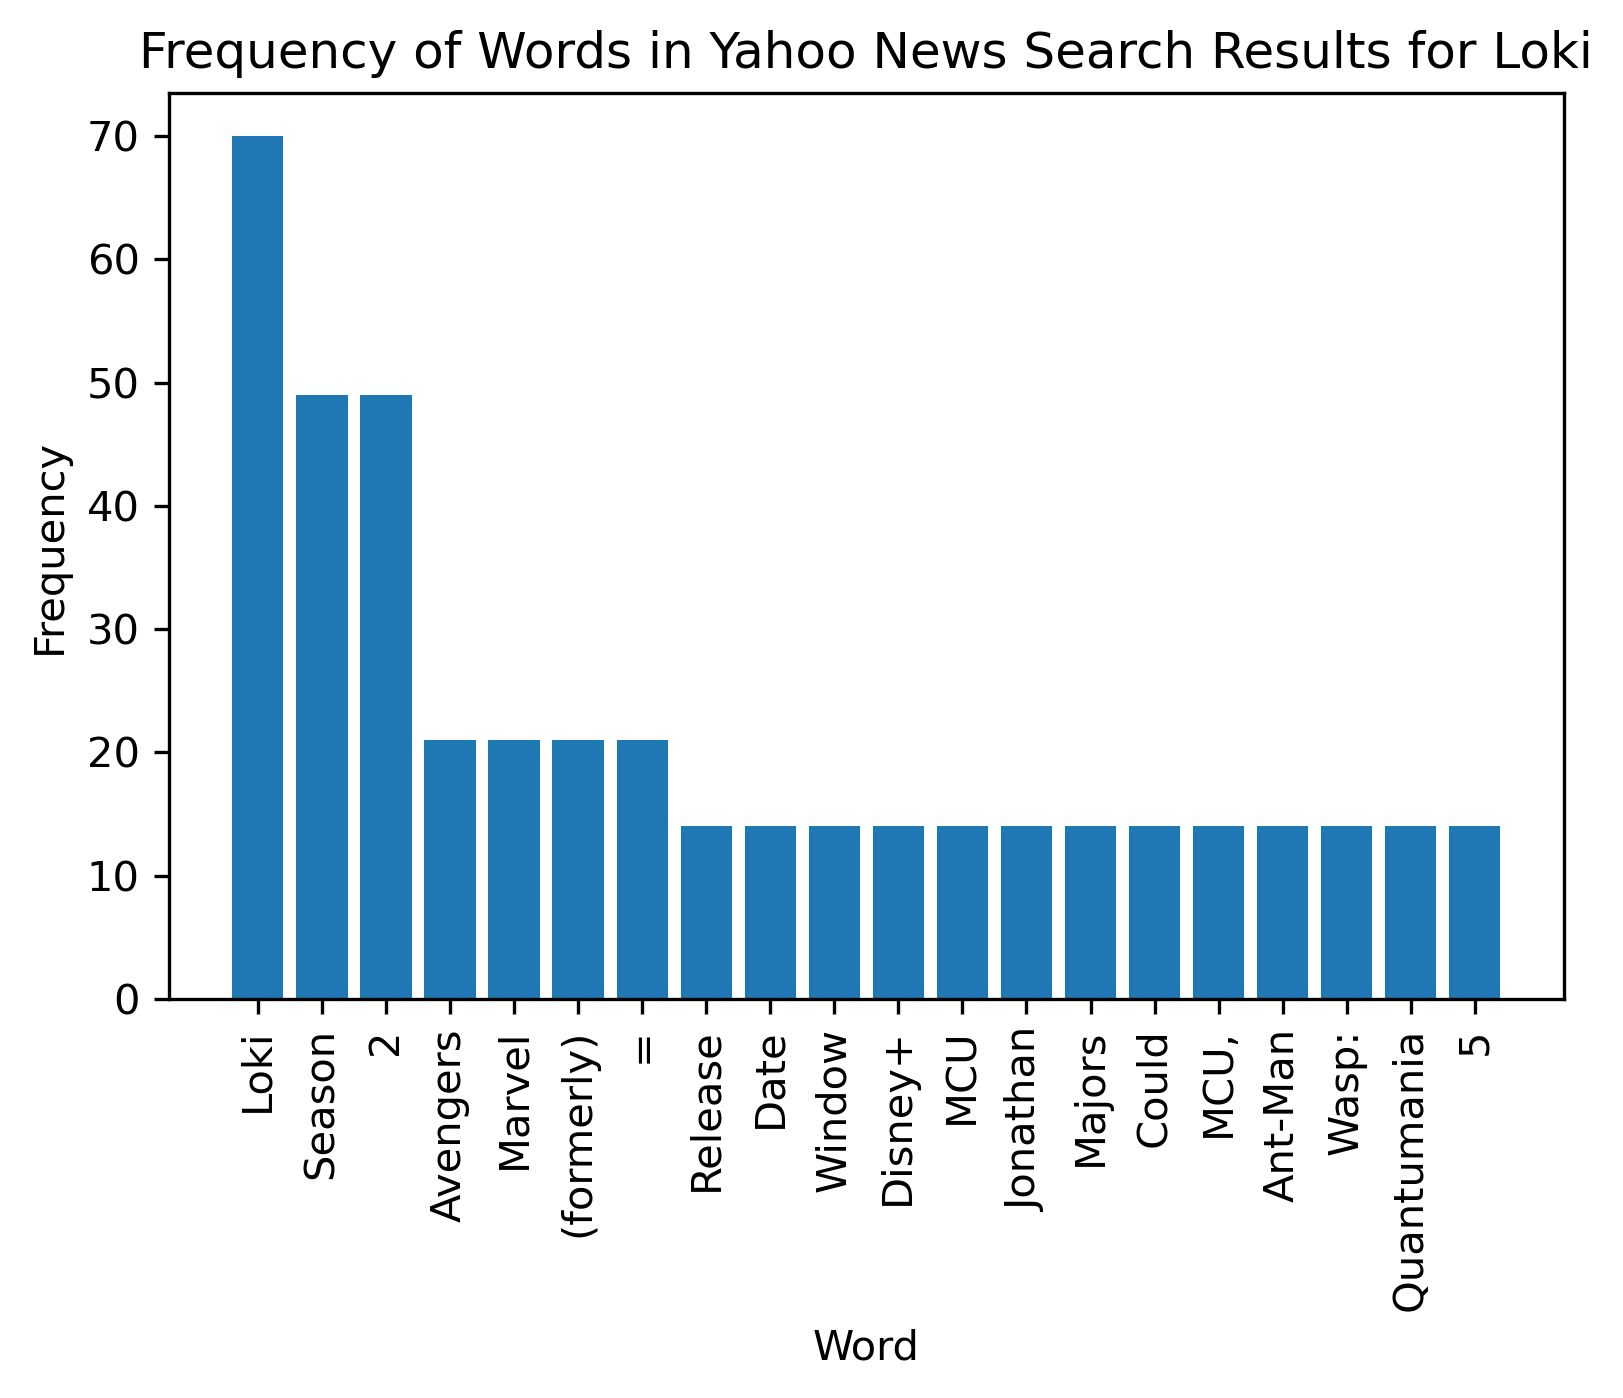 Frequency of Words in Yahoo News Search Results for Loki
70
60
50
40
30
20
10
0
Frequency
Loki
Season
2
Avengers
Marvel
(formerly)
=
Release
Date
Window
Disney+
MCU
Jonathan
Majors
Could
MCU,
Ant-Man
Wasp:
Quantumania
5
Word